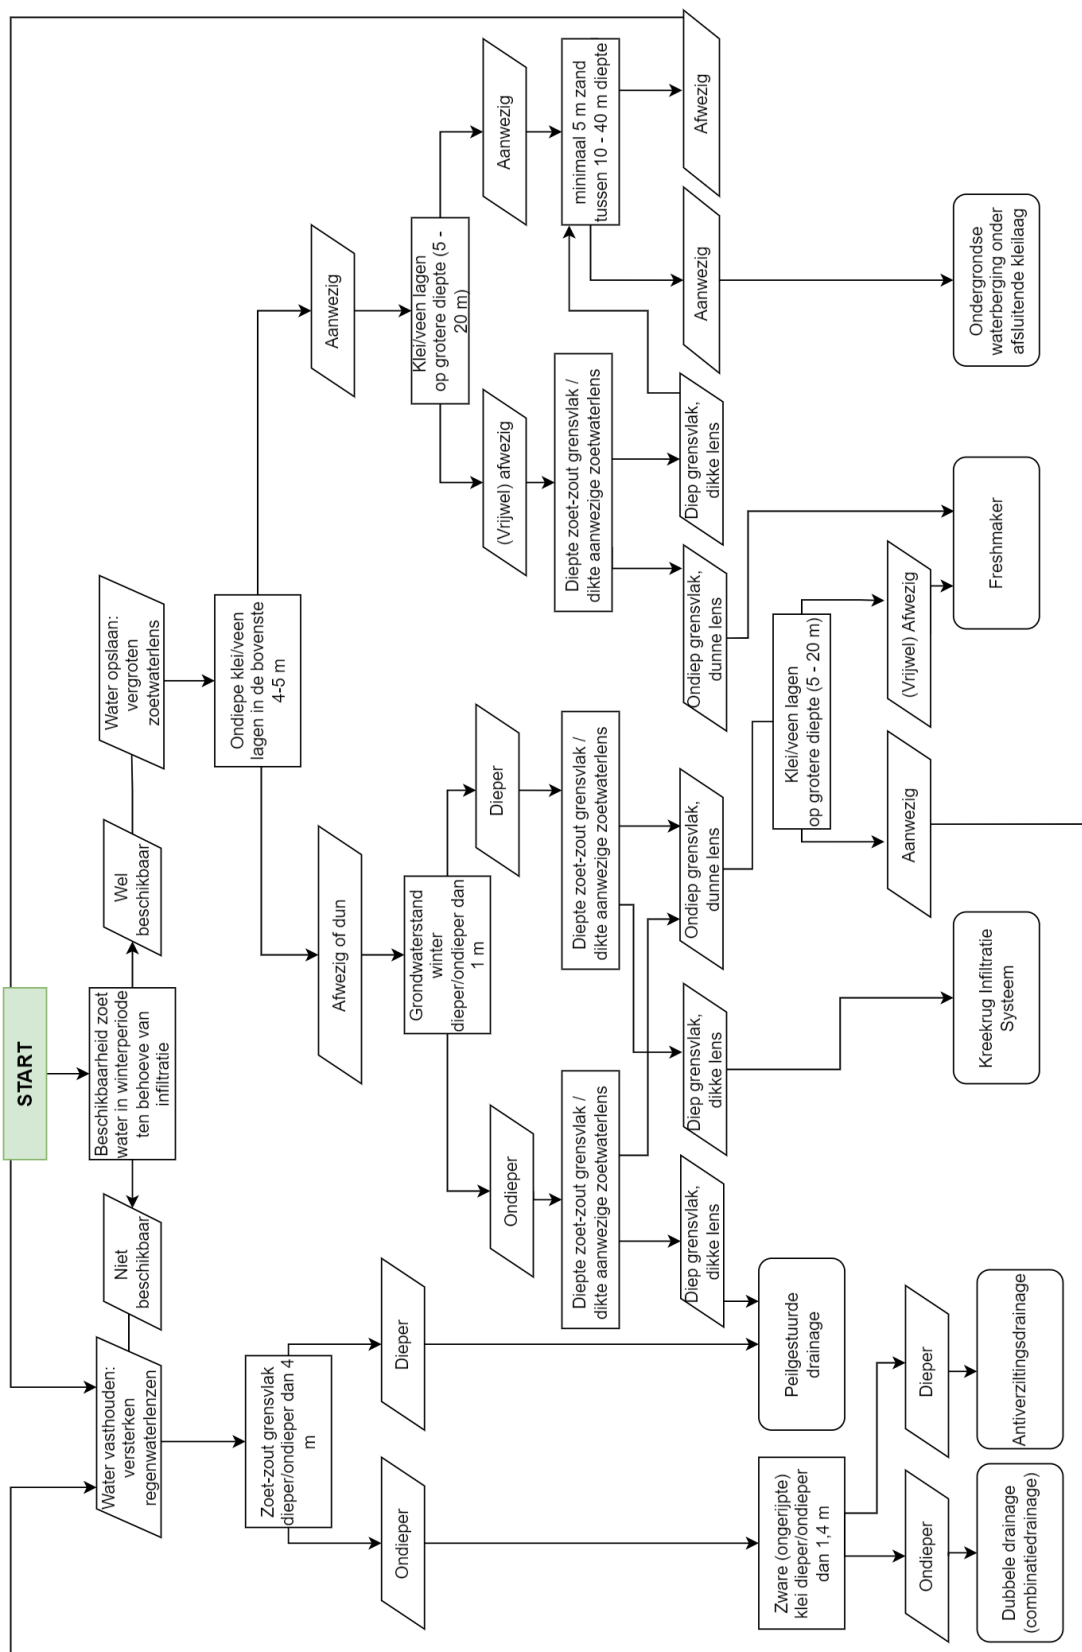 START
Beschikbaarheid zoet
water in winterperiode
ten behoeve van
infiltratie
Niet
beschikbaar
Wel
beschikbaar
Water vasthouden:
versterken
regenwaterlenzen
Water opslaan:
vergroten
zoetwaterlens
Zoet-zout grensvlak
dieper/ondieper dan 4
m
Ondiepe klei/veen
lagen in de bovenste
4-5 m
Ondieper
Dieper
Afwezig of dun
Aanwezig
Grondwaterstand
winter
dieper/ondieper dan
1 m
Klei/veen lagen
op grotere diepte (5 -
20 m)
Ondieper
Dieper
(Vrijwel) afwezig
Aanwezig
Diepte zoet-zout grensvlak /
dikte aanwezige zoetwaterlens
Diepte zoet-zout grensvlak /
dikte aanwezige zoetwaterlens
Diepte zoet-zout grensvlak /
dikte aanwezige zoetwaterlens
minimaal 5 m zand
tussen 10 - 40 m diepte
Diep grensvlak,
dikke lens
Diep grensvlak,
dikke lens
Ondiep grensvlak,
dunne lens
Ondiep grensvlak,
dunne lens
Diep grensvlak,
dikke lens
Aanwezig
Afwezig
Zware (ongerijpte)
klei dieper/ondieper
dan 1,4 m
Peilgestuurde
drainage
Klei/veen lagen
op grotere diepte (5 - 20 m)
Ondieper
Dieper
Aanwezig
(Vrijwel) Afwezig
Dubbele drainage
(combinatiedrainage)
Antiverziltingsdrainage
Kreekrug Infiltratie
Systeem
Freshmaker
Ondergrondse
waterberging onder
afsluitende kleilaag